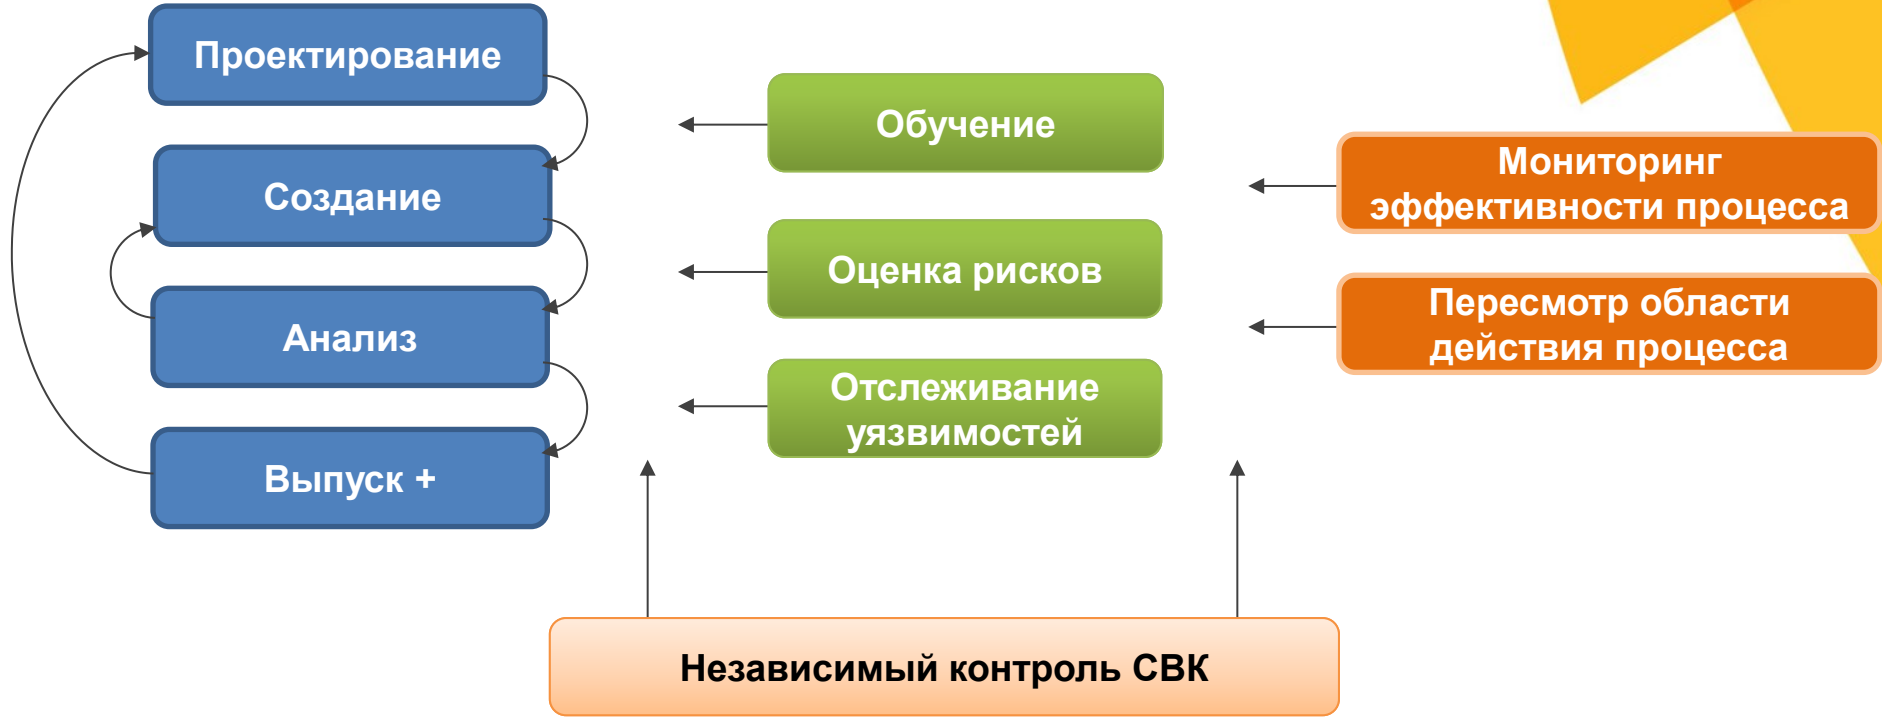 Проектирование
Создание
Анализ
Выпуск +
Обучение
Оценка рисков
Отслеживание
уязвимостей
Мониторинг
эффективности процесса
Пересмотр области
действия процесса
Независимый контроль СВК